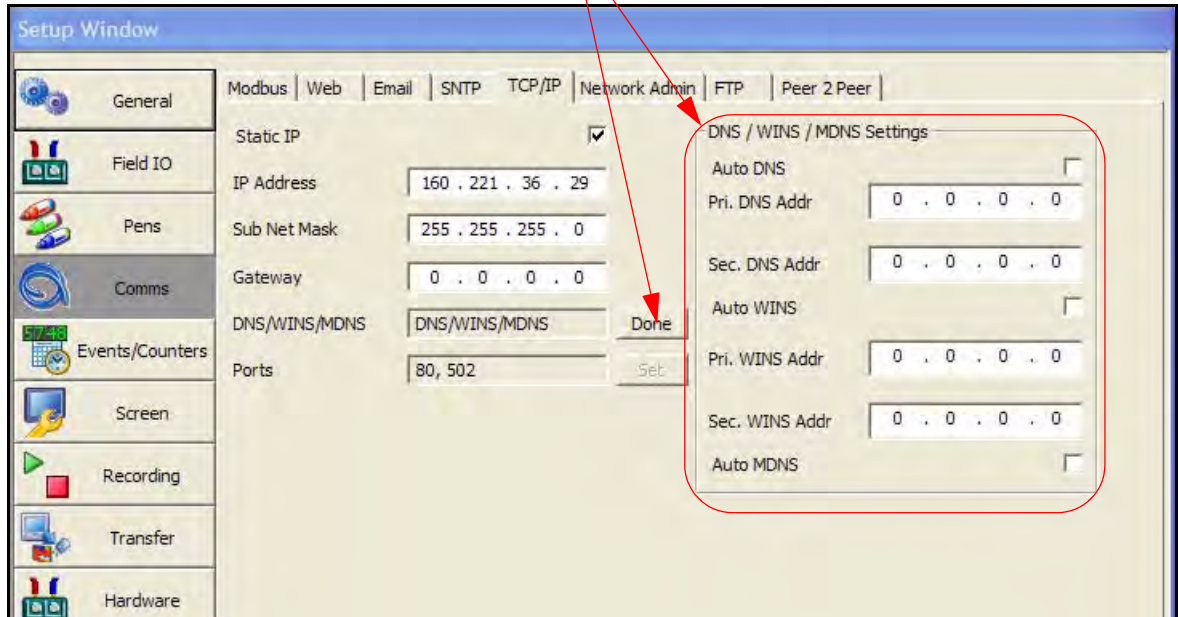 Setup Window
General
Field IO
Pens
Comms
57:48
Events/Counters
Screen
Recording
Transfer
Hardware
Modbus Web Email SNTP TCP/IP Network Admin FTP Peer 2 Peer
Static IP
IP Address 160 . 221 . 36 . 29
Sub Net Mask 255 . 255 . 255 . 0
Gateway 0 . 0 . 0 . 0
DNS/WINS/MDNS DNS/WINS/MDNS Done
Ports 80, 502 Set
DNS / WINS / MDNS Settings
Auto DNS
Pri. DNS Addr 0 . 0 . 0 . 0
Sec. DNS Addr 0 . 0 . 0 . 0
Auto WINS
Pri. WINS Addr 0 . 0 . 0 . 0
Sec. WINS Addr 0 . 0 . 0 . 0
Auto MDNS